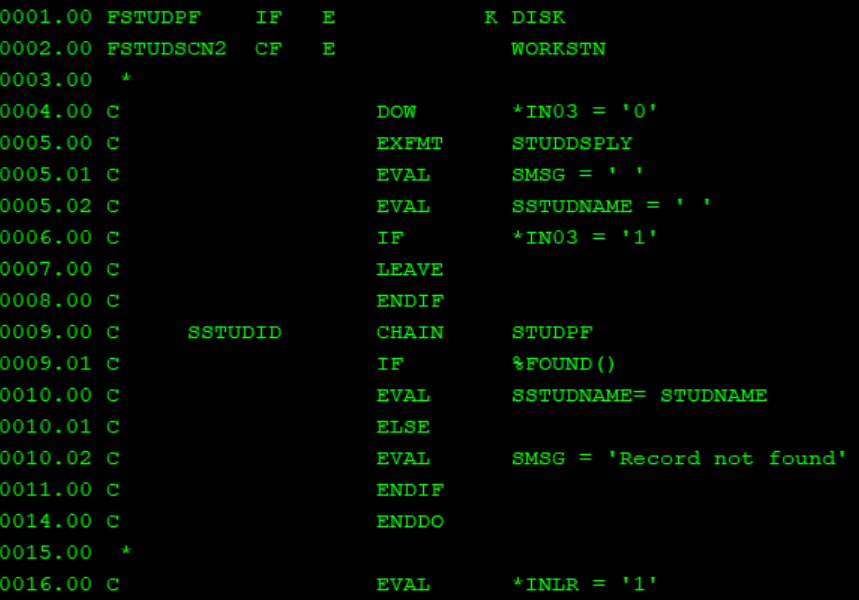 0001.00 FSTUDPF    IF   E           K DISK
0002.00 FSTUDSCN2  CF   E             WORKSTN
0003.00  *
0004.00 C                   DOW       *IN03 = '0'
0005.00 C                   EXFMT     STUDDSPLY
0005.01 C                   EVAL      SMSG = ' '
0005.02 C                   EVAL      SSTUDNAME = ' '
0006.00 C                   IF        *IN03 = '1'
0007.00 C                   LEAVE
0008.00 C                   ENDIF
0009.00 C     SSTUDID       CHAIN     STUDPF
0009.01 C                   IF        %FOUND()
0010.00 C                   EVAL      SSTUDNAME= STUDNAME
0010.01 C                   ELSE
0010.02 C                   EVAL      SMSG = 'Record not found'
0011.00 C                   ENDIF
0014.00 C                   ENDDO
0015.00  *
0016.00 C                   EVAL      *INLR = '1'